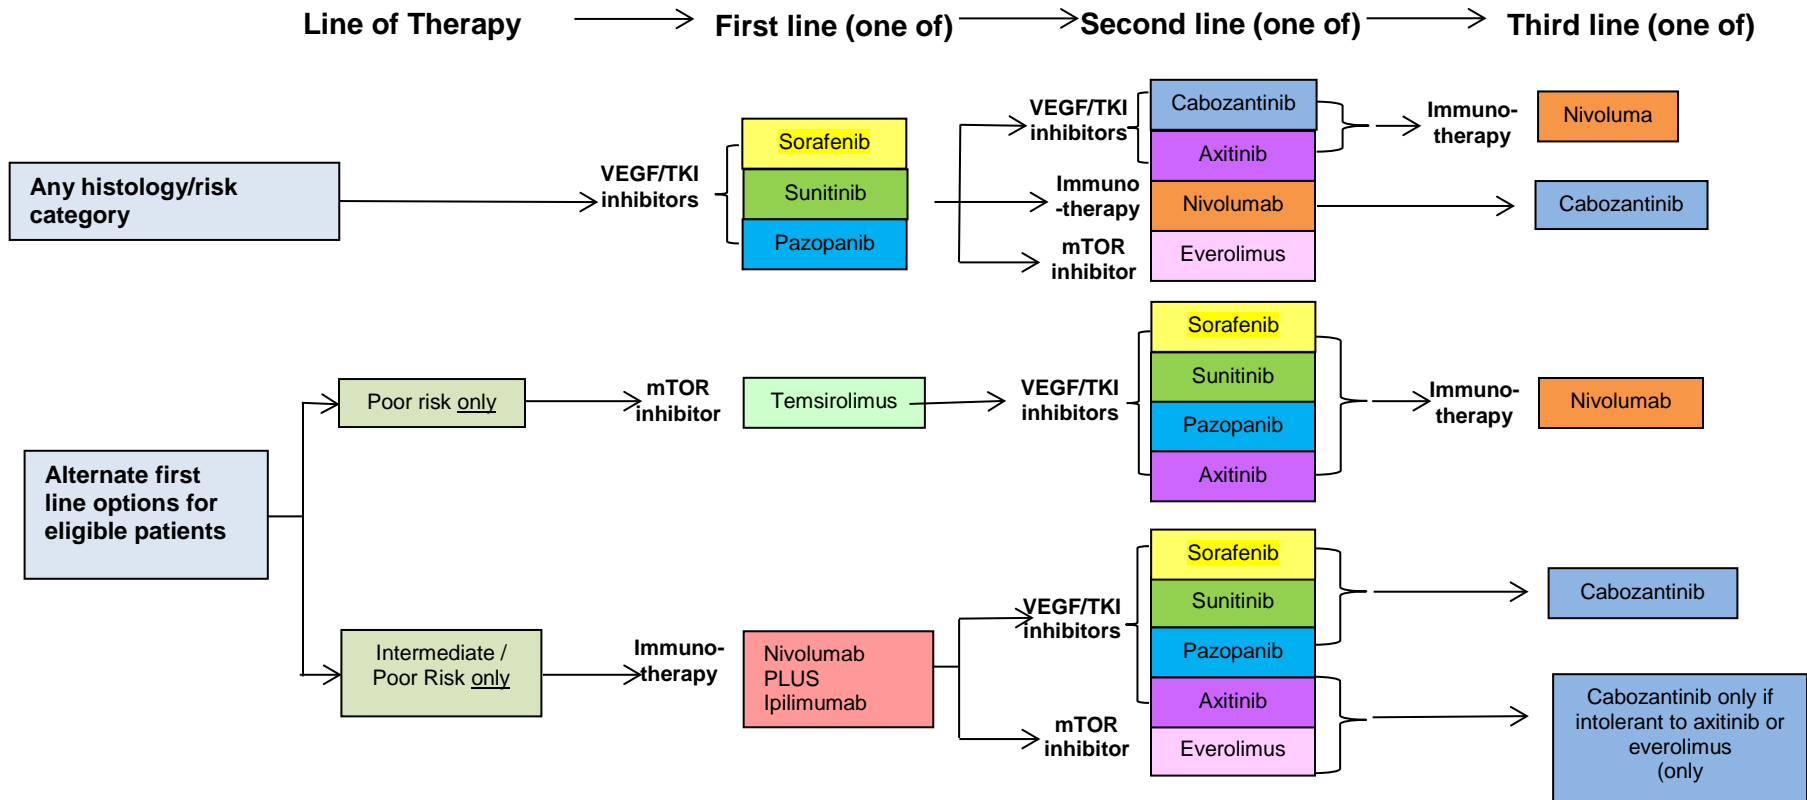 Line of Therapy
First line (one of)
Second line (one of)
Third line (one of)
Any histology/risk
category
VEGF/TKI
inhibitors
Sorafenib
Sunitinib
Pazopanib
VEGF/TKI
inhibitors
Immuno
-therapy
mTOR
inhibitor
Cabozantinib
Axitinib
Nivolumab
Everolimus
Immuno-
therapy
Nivoluma
Cabozantinib
Alternate first
line options for
eligible patients
Poor risk only
mTOR
inhibitor
Temsirolimus
VEGF/TKI
inhibitors
Sorafenib
Sunitinib
Pazopanib
Axitinib
Immuno-
therapy
Nivolumab
Intermediate /
Poor Risk only
Immuno-
therapy
Nivolumab
PLUS
Ipilimumab
VEGF/TKI
inhibitors
mTOR
inhibitor
Sorafenib
Sunitinib
Pazopanib
Axitinib
Everolimus
Cabozantinib
Cabozantinib only if
intolerant to axitinib or
everolimus
(only